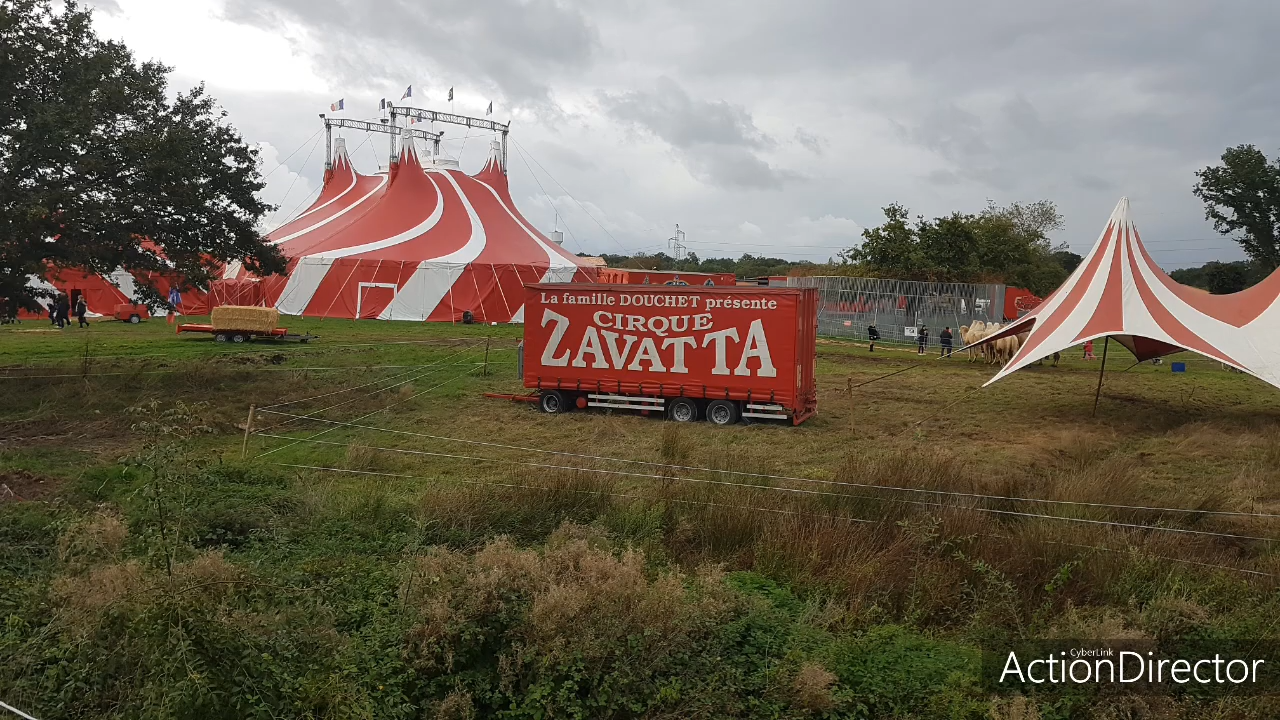 La famille DOUCHET présente
CIRQUE
ZAVATTA
CyberLink
ActionDirector